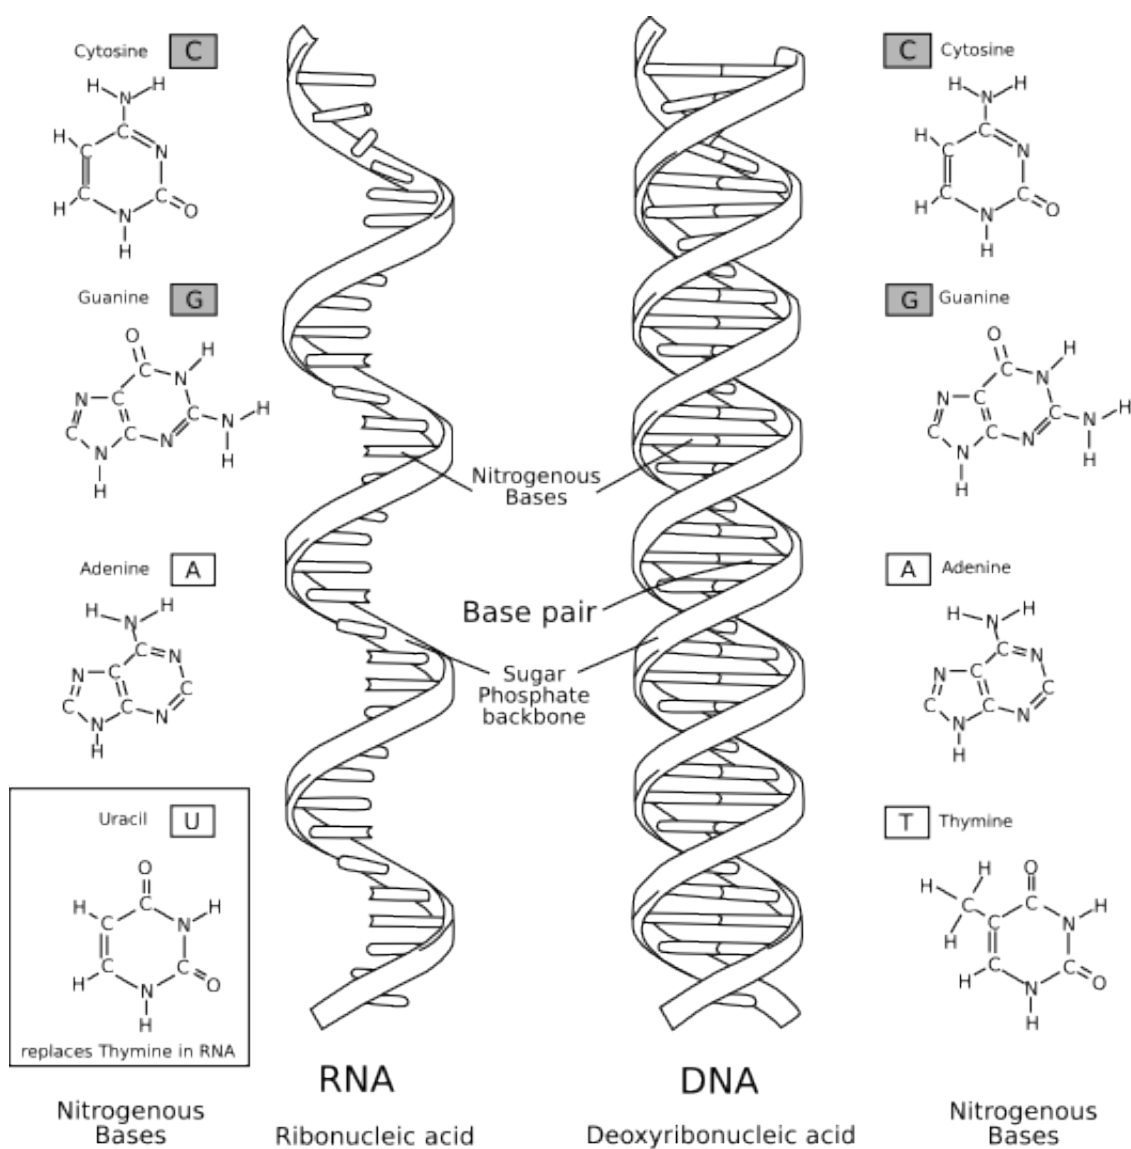 Cytosine C
H H
N
H C
C N
C C
H N O
H
Guanine G
O
H
C N
N C
C C C N H
N N H
H
Adenine A
H H
N
C N
N C
C C C
N N
H
Uracil U
O
H C H
C N
C C
H N O
H
replaces Thymine in RNA
Nitrogenous
Bases
RNA
Ribonucleic acid
Nitrogenous
Bases
Base pair
Sugar
Phosphate
backbone
DNA
Deoxyribonucleic acid
C Cytosine
H H
N
H C
C N
C C
H N O
H
G Guanine
O
H
C N
N C
C C C N H
N N H
H
A Adenine
H H
N
C N
N C
C C C
N N
H
T Thymine
H O
H C C H
H C N
C C
H N O
H
Nitrogenous
Bases